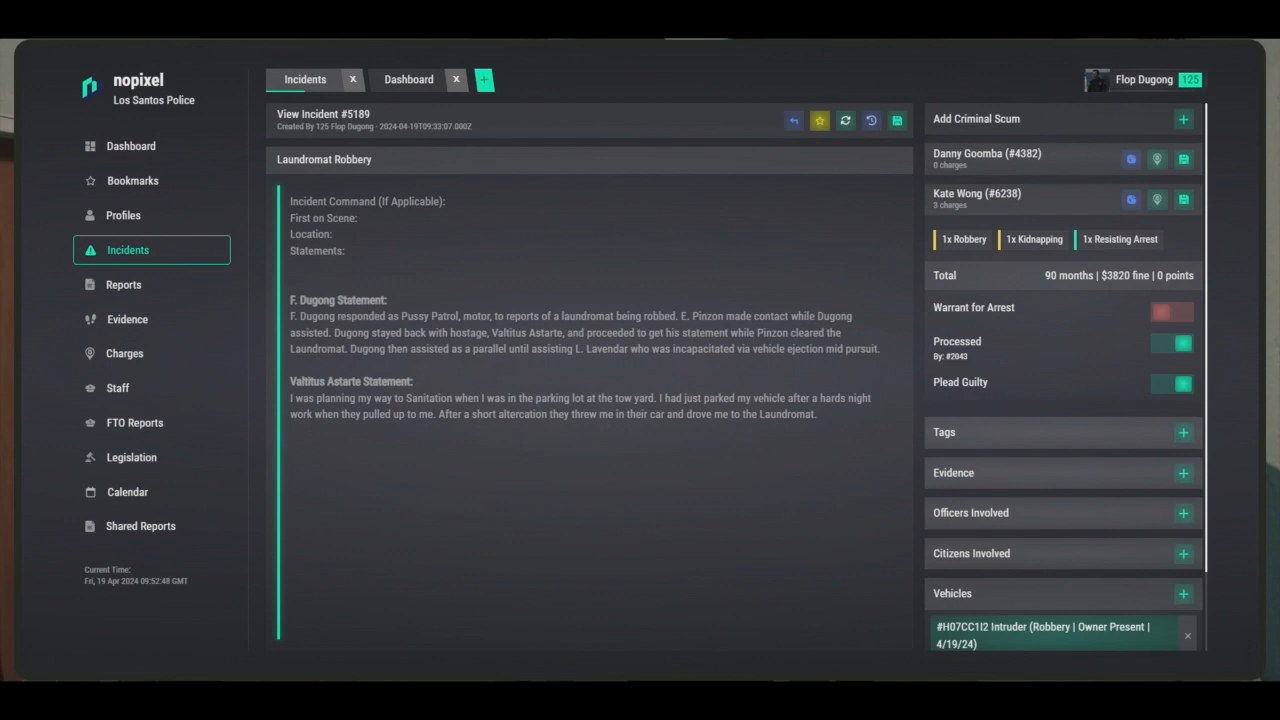 nopixel
Los Santos Police
Dashboard
Bookmarks
Profiles
Incidents
Reports
Evidence
Charges
Staff
FTO Reports
Legislation
Calendar
Shared Reports
Current Time:
Fri, 19 Apr 2024 09:52:48 GMT
Incidents x
Dashboard x
+
View Incident #5189
Created By 125 Flop Dugong · 2024-04-19T09:33:07.000Z
Laundromat Robbery
Incident Command (If Applicable):
First on Scene:
Location:
Statements:
F. Dugong Statement:
F. Dugong responded as Pussy Patrol, motor, to reports of a laundromat being robbed. E. Pinzon made contact while Dugong
assisted. Dugong stayed back with hostage, Valtitus Astarte, and proceeded to get his statement while Pinzon cleared the
Laundromat. Dugong then assisted as a parallel until assisting L. Lavendar who was incapacitated via vehicle ejection mid pursuit.
Valtitus Astarte Statement:
I was planning my way to Sanitation when I was in the parking lot at the tow yard. I had just parked my vehicle after a hards night
work when they pulled up to me. After a short altercation they threw me in their car and drove me to the Laundromat.
Flop Dugong 125
Add Criminal Scum +
Danny Goomba (#4382)
0 charges
Kate Wong (#6238)
3 charges
1x Robbery 1x Kidnapping 1x Resisting Arrest
Total 90 months | $3820 fine | 0 points
Warrant for Arrest
Processed
By: #2043
Plead Guilty
Tags +
Evidence +
Officers Involved +
Citizens Involved +
Vehicles +
#H07CC1I2 Intruder (Robbery | Owner Present |
4/19/24) ×